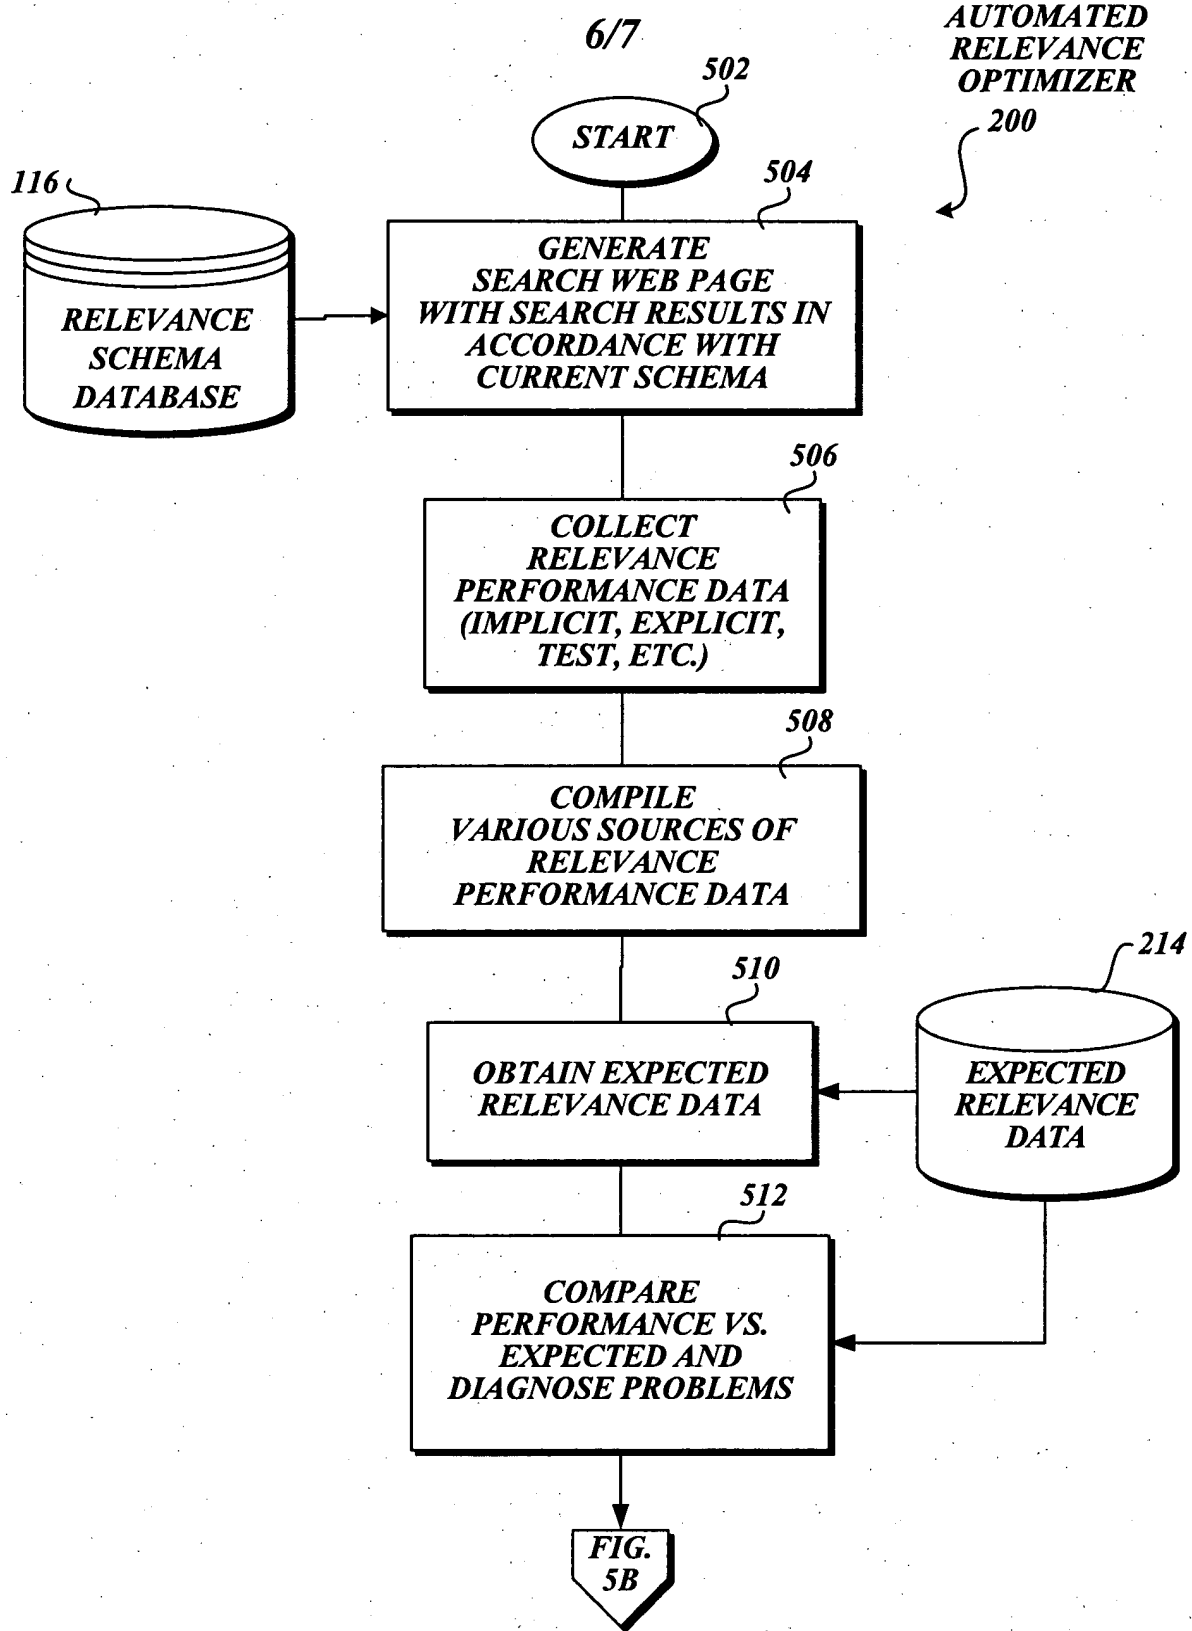 6/7
AUTOMATED
RELEVANCE
OPTIMIZER
200
502
START
116
504
RELEVANCE
SCHEMA
DATABASE
GENERATE
SEARCH WEB PAGE
WITH SEARCH RESULTS IN
ACCORDANCE WITH
CURRENT SCHEMA
506
COLLECT
RELEVANCE
PERFORMANCE DATA
(IMPLICIT, EXPLICIT,
TEST, ETC.)
508
COMPILE
VARIOUS SOURCES OF
RELEVANCE
PERFORMANCE DATA
510
OBTAIN EXPECTED
RELEVANCE DATA
214
EXPECTED
RELEVANCE
DATA
512
COMPARE
PERFORMANCE VS.
EXPECTED AND
DIAGNOSE PROBLEMS
FIG.
5B